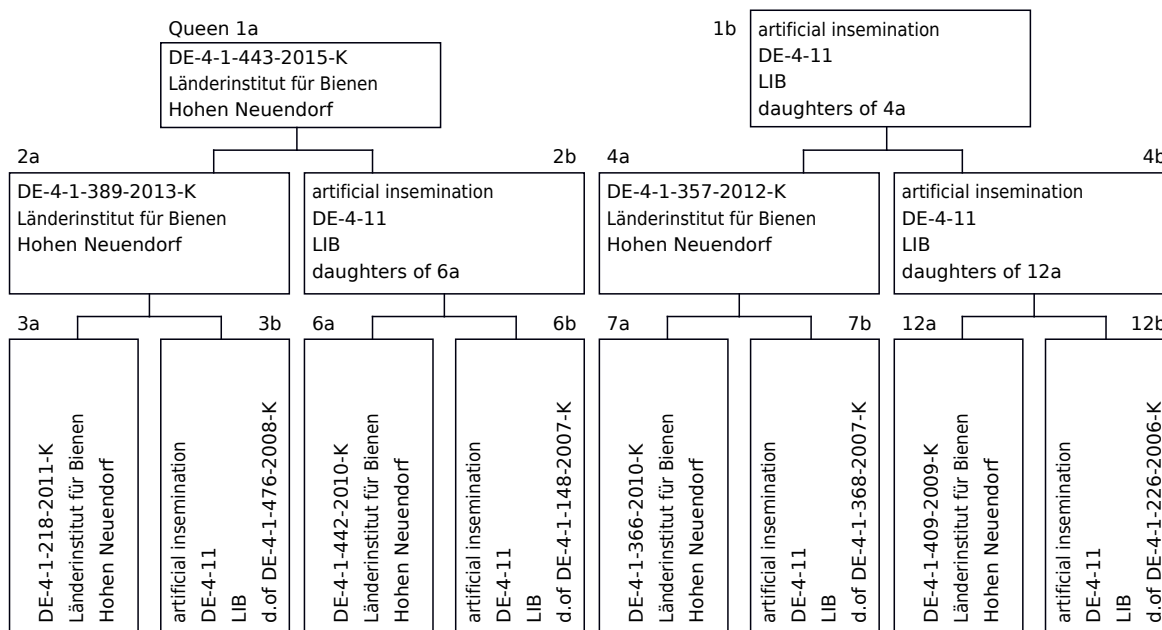 Queen 1a
DE-4-1-443-2015-K
Länderinstitut für Bienen
Hohen Neuendorf
1b
artificial insemination
DE-4-11
LIB
daughters of 4a
2a
DE-4-1-389-2013-K
Länderinstitut für Bienen
Hohen Neuendorf
2b
artificial insemination
DE-4-11
LIB
daughters of 6a
4a
DE-4-1-357-2012-K
Länderinstitut für Bienen
Hohen Neuendorf
4b
artificial insemination
DE-4-11
LIB
daughters of 12a
3a
DE-4-1-218-2011-K
Länderinstitut für Bienen
Hohen Neuendorf
3b
artificial insemination
DE-4-11
LIB
d.of DE-4-1-476-2008-K
6a
DE-4-1-442-2010-K
Länderinstitut für Bienen
Hohen Neuendorf
6b
artificial insemination
DE-4-11
LIB
d.of DE-4-1-148-2007-K
7a
DE-4-1-366-2010-K
Länderinstitut für Bienen
Hohen Neuendorf
7b
artificial insemination
DE-4-11
LIB
d.of DE-4-1-368-2007-K
12a
DE-4-1-409-2009-K
Länderinstitut für Bienen
Hohen Neuendorf
12b
artificial insemination
DE-4-11
LIB
d.of DE-4-1-226-2006-K